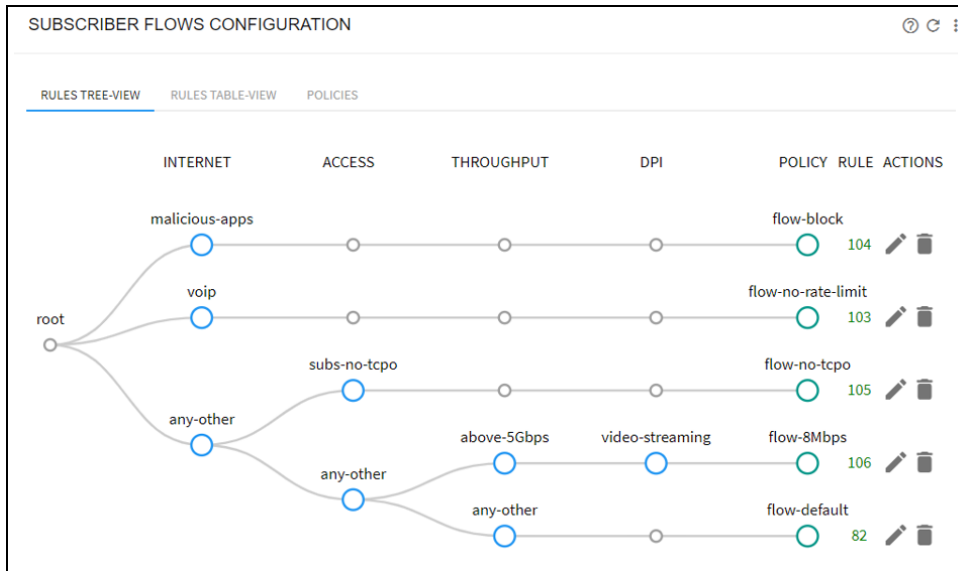 SUBSCRIBER FLOWS CONFIGURATION
RULES TREE-VIEW RULES TABLE-VIEW POLICIES
INTERNET ACCESS THROUGHPUT DPI POLICY RULE ACTIONS
malicious-apps flow-block
104
voip flow-no-rate-limit
103
root
subs-no-tcpo flow-no-tcpo
105
any-other
above-5Gbps video-streaming flow-8Mbps
106
any-other
any-other flow-default
82